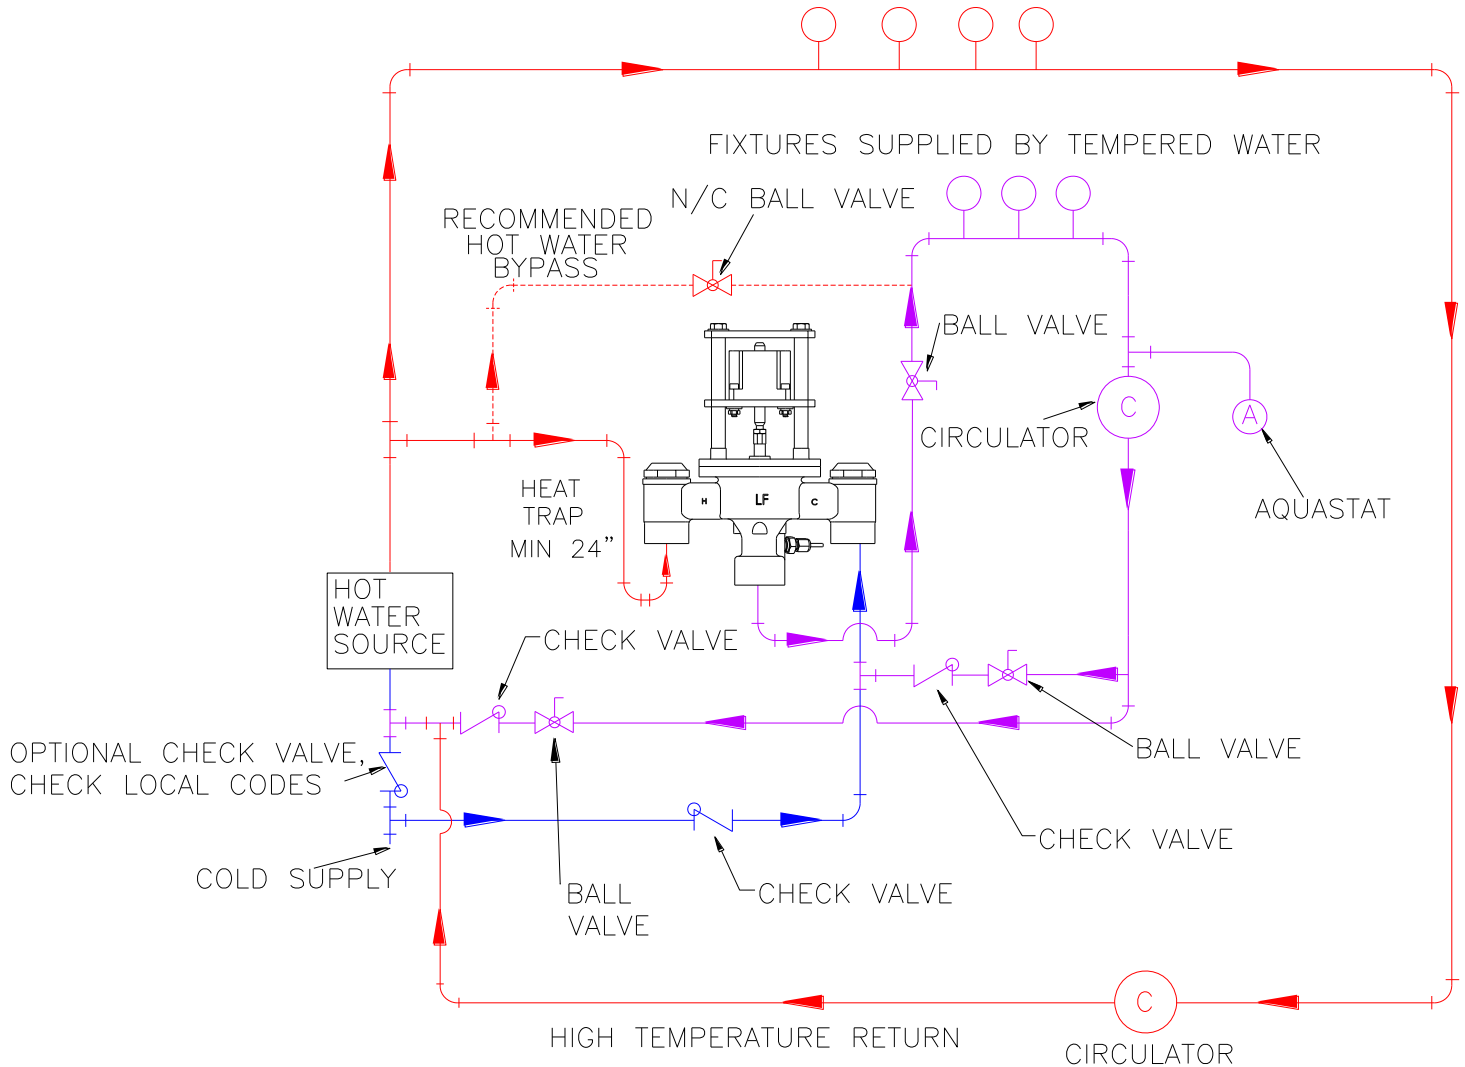 FIXTURES SUPPLIED BY TEMPERED WATER
N/C BALL VALVE
RECOMMENDED
HOT WATER
BYPASS
BALL VALVE
C
CIRCULATOR
A
AQUASTAT
HEAT
TRAP
MIN 24”
H
LF
C
HOT
WATER
SOURCE
CHECK VALVE
OPTIONAL CHECK VALVE,
CHECK LOCAL CODES
BALL VALVE
CHECK VALVE
COLD SUPPLY
BALL
VALVE
CHECK VALVE
C
HIGH TEMPERATURE RETURN
CIRCULATOR